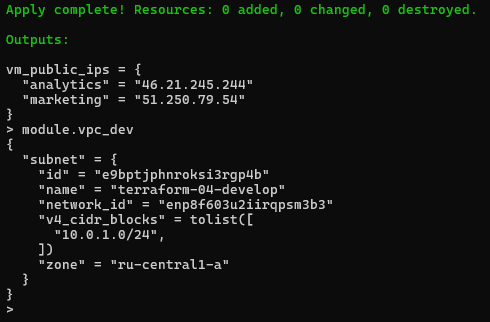 Apply complete! Resources: 0 added, 0 changed, 0 destroyed.
Outputs:
vm_public_ips = {
  "analytics" = "46.21.245.244"
  "marketing" = "51.250.79.54"
}
> module.vpc_dev
{
  "subnet" = {
    "id" = "e9bptjphnroksi3rgp4b"
    "name" = "terraform-04-develop"
    "network_id" = "enp8f603u2iirqpsm3b3"
    "v4_cidr_blocks" = tolist([
      "10.0.1.0/24",
    ])
    "zone" = "ru-central1-a"
  }
}
>